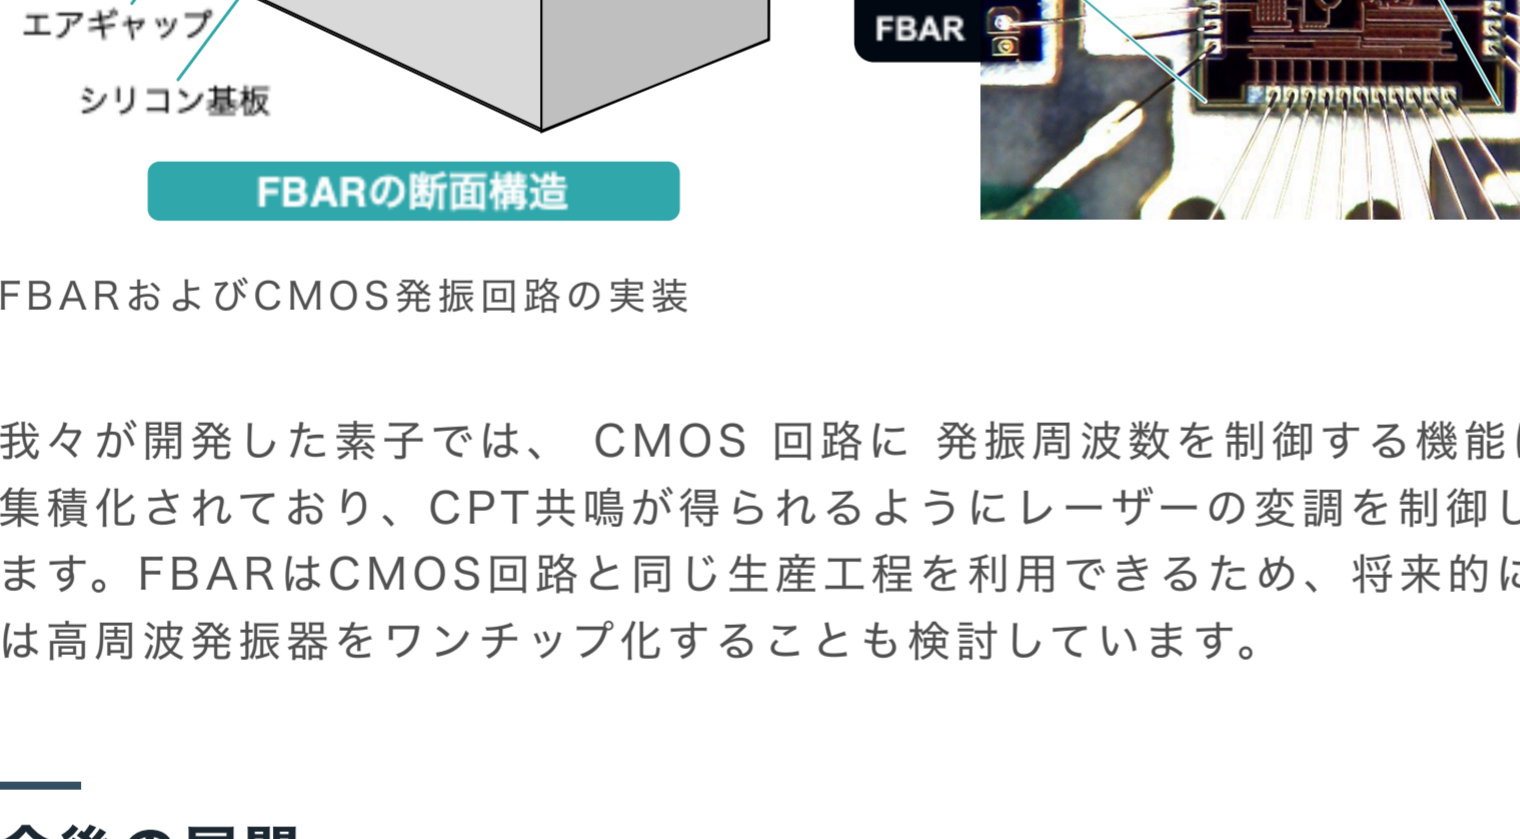 エアギャップ
シリコン基板
FBAR
FBARの断面構造
FBARおよびCMOS発振回路の実装
我々が開発した素子では、 CMOS 回路に 発振周波数を制御する機能
集積化されており、CPT共鳴が得られるようにレーザーの変調を制御し
ます。FBARはCMOS回路と同じ生産工程を利用できるため、将来的に
は高周波発振器をワンチップ化することも検討しています。
今後の展開